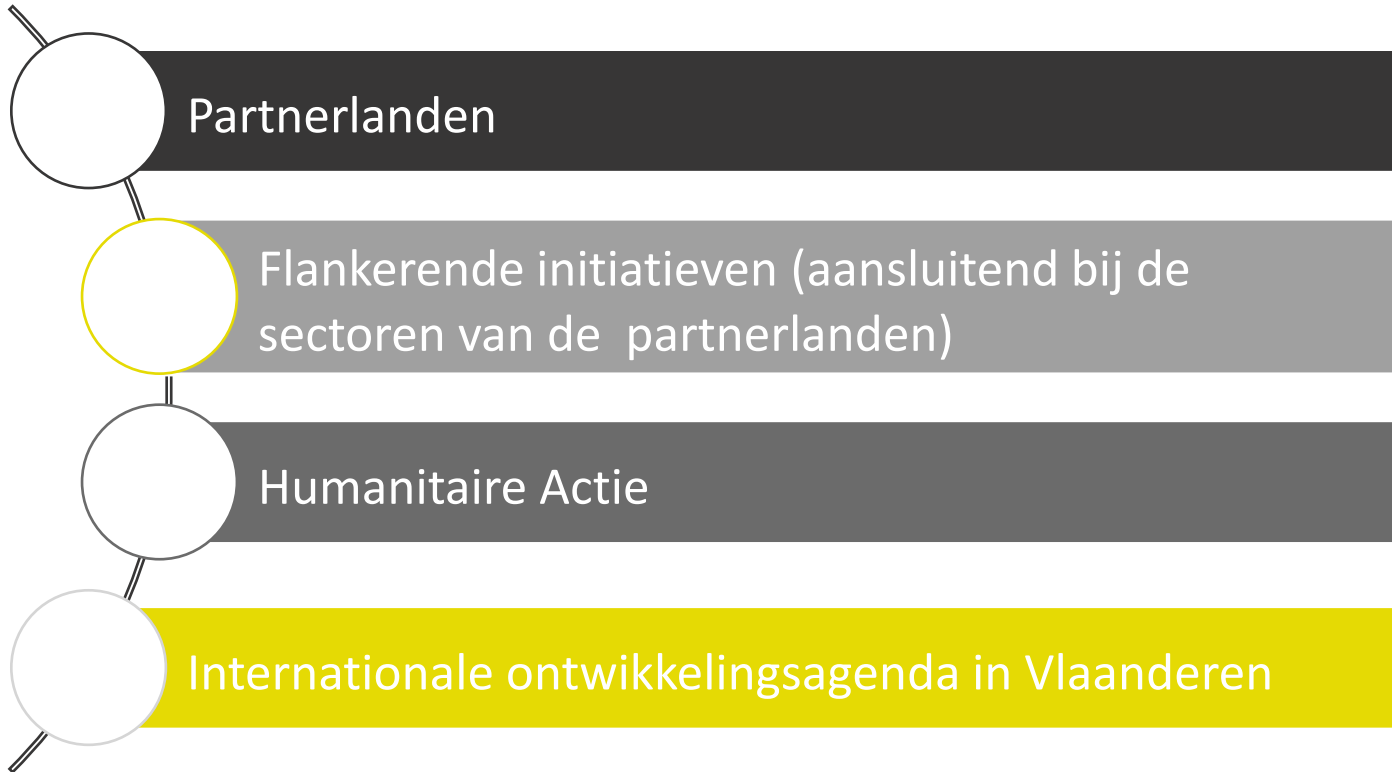 Partnerlanden
Flankerende initiatieven (aansluitend bij de
sectoren van de  partnerlanden)
Humanitaire Actie
Internationale ontwikkelingsagenda in Vlaanderen